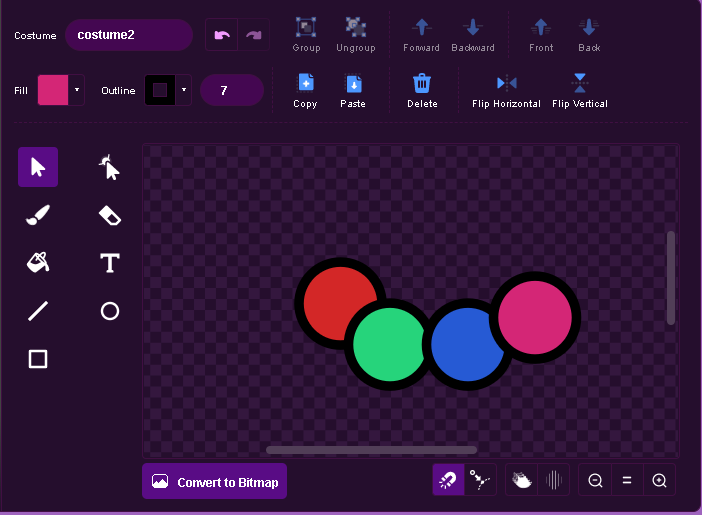 Costume costume2
Group Ungroup Forward Backward Front Back
Fill Outline 7
Copy Paste Delete Flip Horizontal Flip Vertical
T
Convert to Bitmap